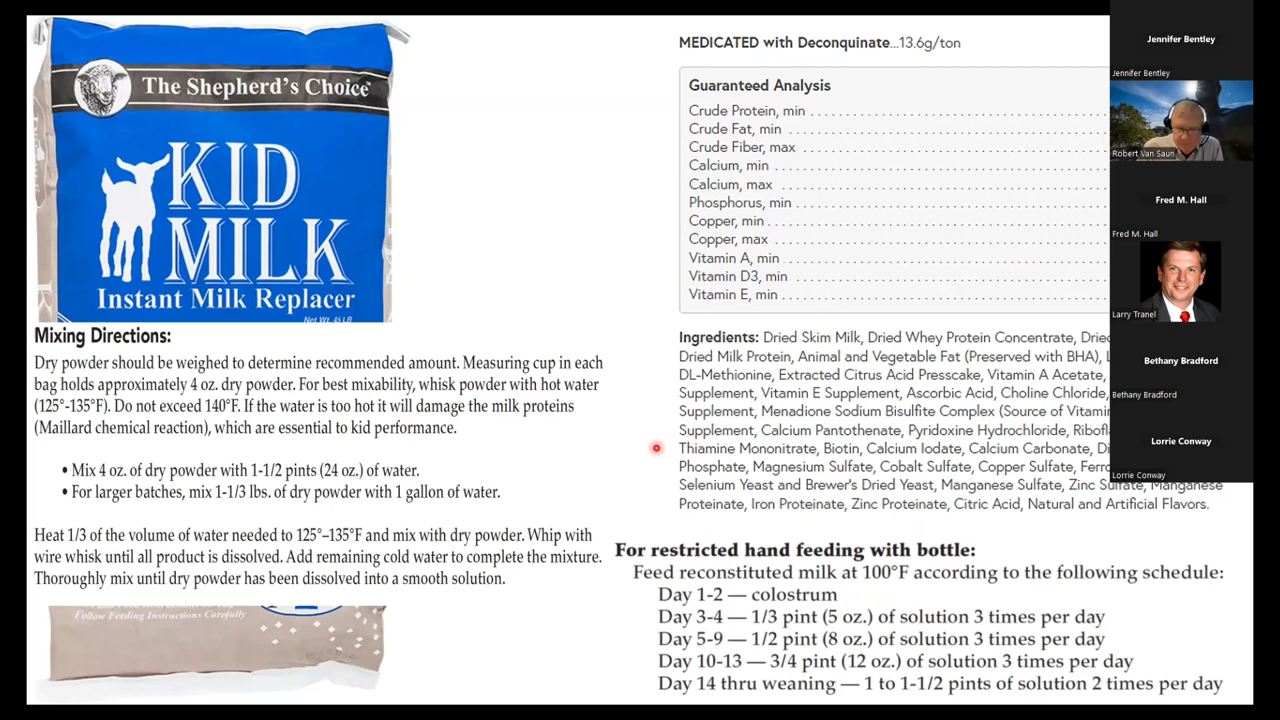 The Shepherd's Choice™
KID
MILK
Instant Milk Replacer
Net Wt. 45 LB
Mixing Directions:
Dry powder should be weighed to determine recommended amount. Measuring cup in each
bag holds approximately 4 oz. dry powder. For best mixability, whisk powder with hot water
(125°-135°F). Do not exceed 140°F. If the water is too hot it will damage the milk proteins
(Maillard chemical reaction), which are essential to kid performance.
• Mix 4 oz. of dry powder with 1-1/2 pints (24 oz.) of water.
• For larger batches, mix 1-1/3 lbs. of dry powder with 1 gallon of water.
Heat 1/3 of the volume of water needed to 125°–135°F and mix with dry powder. Whip with
wire whisk until all product is dissolved. Add remaining cold water to complete the mixture.
Thoroughly mix until dry powder has been dissolved into a smooth solution.
Follow Feeding Instructions Carefully
MEDICATED with Deconquinate...13.6g/ton
Guaranteed Analysis
Crude Protein, min
Crude Fat, min
Crude Fiber, max
Calcium, min
Calcium, max
Phosphorus, min
Copper, min
Copper, max
Vitamin A, min
Vitamin D3, min
Vitamin E, min
Ingredients: Dried Skim Milk, Dried Whey Protein Concentrate,
Dried Milk Protein, Animal and Vegetable Fat (Preserved with BHA),
DL-Methionine, Extracted Citrus Acid Presscake, Vitamin A Acetate,
Supplement, Vitamin E Supplement, Ascorbic Acid, Choline Chloride,
Supplement, Menadione Sodium Bisulfite Complex (Source of
Supplement, Calcium Pantothenate, Pyridoxine Hydrochloride,
Thiamine Mononitrate, Biotin, Calcium Iodate, Calcium Carbonate,
Phosphate, Magnesium Sulfate, Cobalt Sulfate, Copper Sulfate,
Selenium Yeast and Brewer's Dried Yeast, Manganese Sulfate, Zinc Sulfate, Manganese
Proteinate, Iron Proteinate, Zinc Proteinate, Citric Acid, Natural and Artificial Flavors.
For restricted hand feeding with bottle:
Feed reconstituted milk at 100°F according to the following schedule:
Day 1-2 — colostrum
Day 3-4 — 1/3 pint (5 oz.) of solution 3 times per day
Day 5-9 — 1/2 pint (8 oz.) of solution 3 times per day
Day 10-13 — 3/4 pint (12 oz.) of solution 3 times per day
Day 14 thru weaning — 1 to 1-1/2 pints of solution 2 times per day
Jennifer Bentley
Jennifer Bentley
Robert Van Saun
Fred M. Hall
Fred M. Hall
Larry Tranel
Bethany Bradford
Bethany Bradford
Lorrie Conway
Lorrie Conway